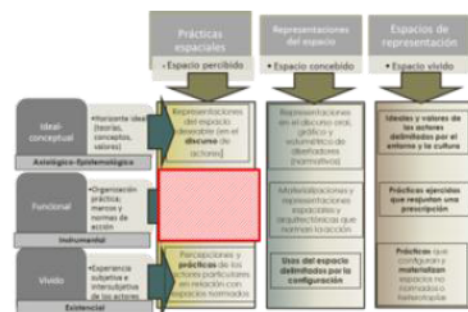 Prácticas
espaciales
• Espacio percibido
Representaciones
del espacio
• Espacio concebido
Espacios de
representación
• Espacio vivido
Ideal-
conceptual
•Horizonte ideal
(teorías,
conceptos,
valores)
Axiológico-Epistemológico
Representaciones
del espacio
deseable (en el
discurso de
actores)
Representaciones
en el discurso oral,
gráfico y
volumétrico de
diseñadores
(normativos)
Ideales y valores de
los actores
delimitados por el
entorno y la cultura
Funcional
•Organización
práctica; marcos
y normas de
acción
Instrumental
Materializaciones y
representaciones
espaciales y
arquitectónicas que
norman la acción
Prácticas ejercidas
que reajustan una
prescripción
Vivido
•Experiencia
subjetiva e
intersubjetiva
de los actores
Existencial
Percepciones y
prácticas de los
actores particulares
en relación con
espacios normados
Usos del espacio
delimitados por la
configuración
Prácticas que
configuran y
materializan
espacios no
normados o
heterotopías